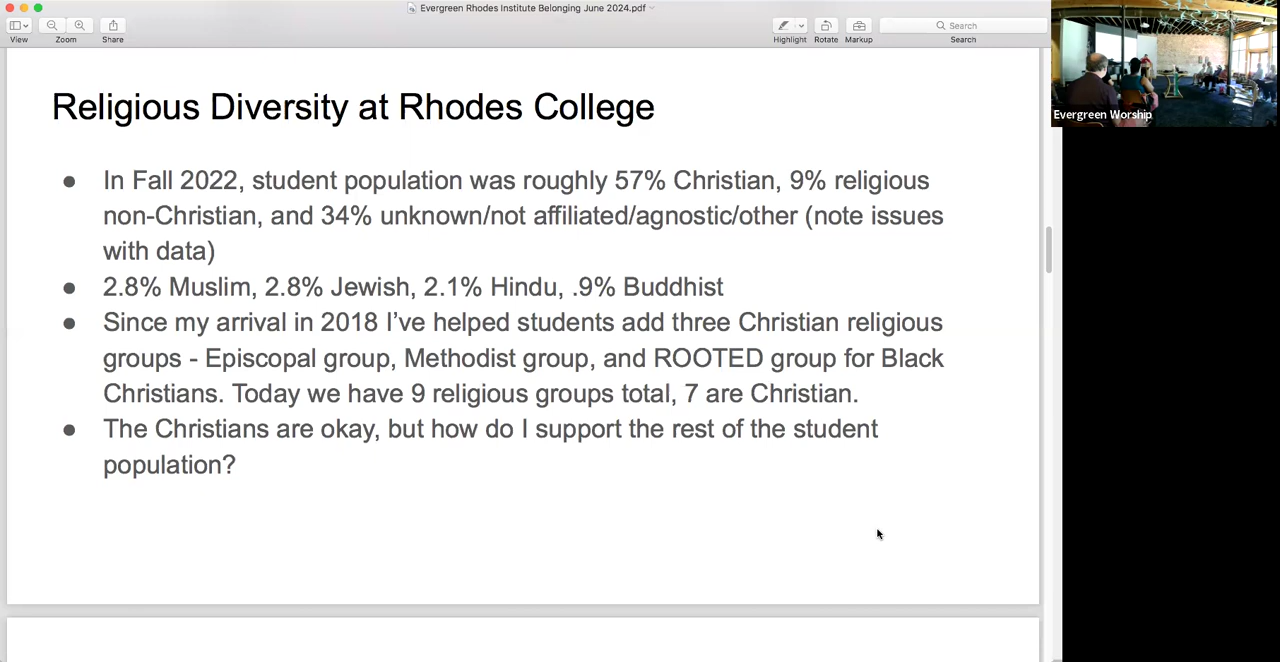 Evergreen Rhodes Institute Belonging June 2024.pdf
View
Zoom
Share
Highlight
Rotate
Markup
Search
Search
Evergreen Worship
Religious Diversity at Rhodes College
● In Fall 2022, student population was roughly 57% Christian, 9% religious
non-Christian, and 34% unknown/not affiliated/agnostic/other (note issues
with data)
● 2.8% Muslim, 2.8% Jewish, 2.1% Hindu, .9% Buddhist
● Since my arrival in 2018 I’ve helped students add three Christian religious
groups - Episcopal group, Methodist group, and ROOTED group for Black
Christians. Today we have 9 religious groups total, 7 are Christian.
● The Christians are okay, but how do I support the rest of the student
population?